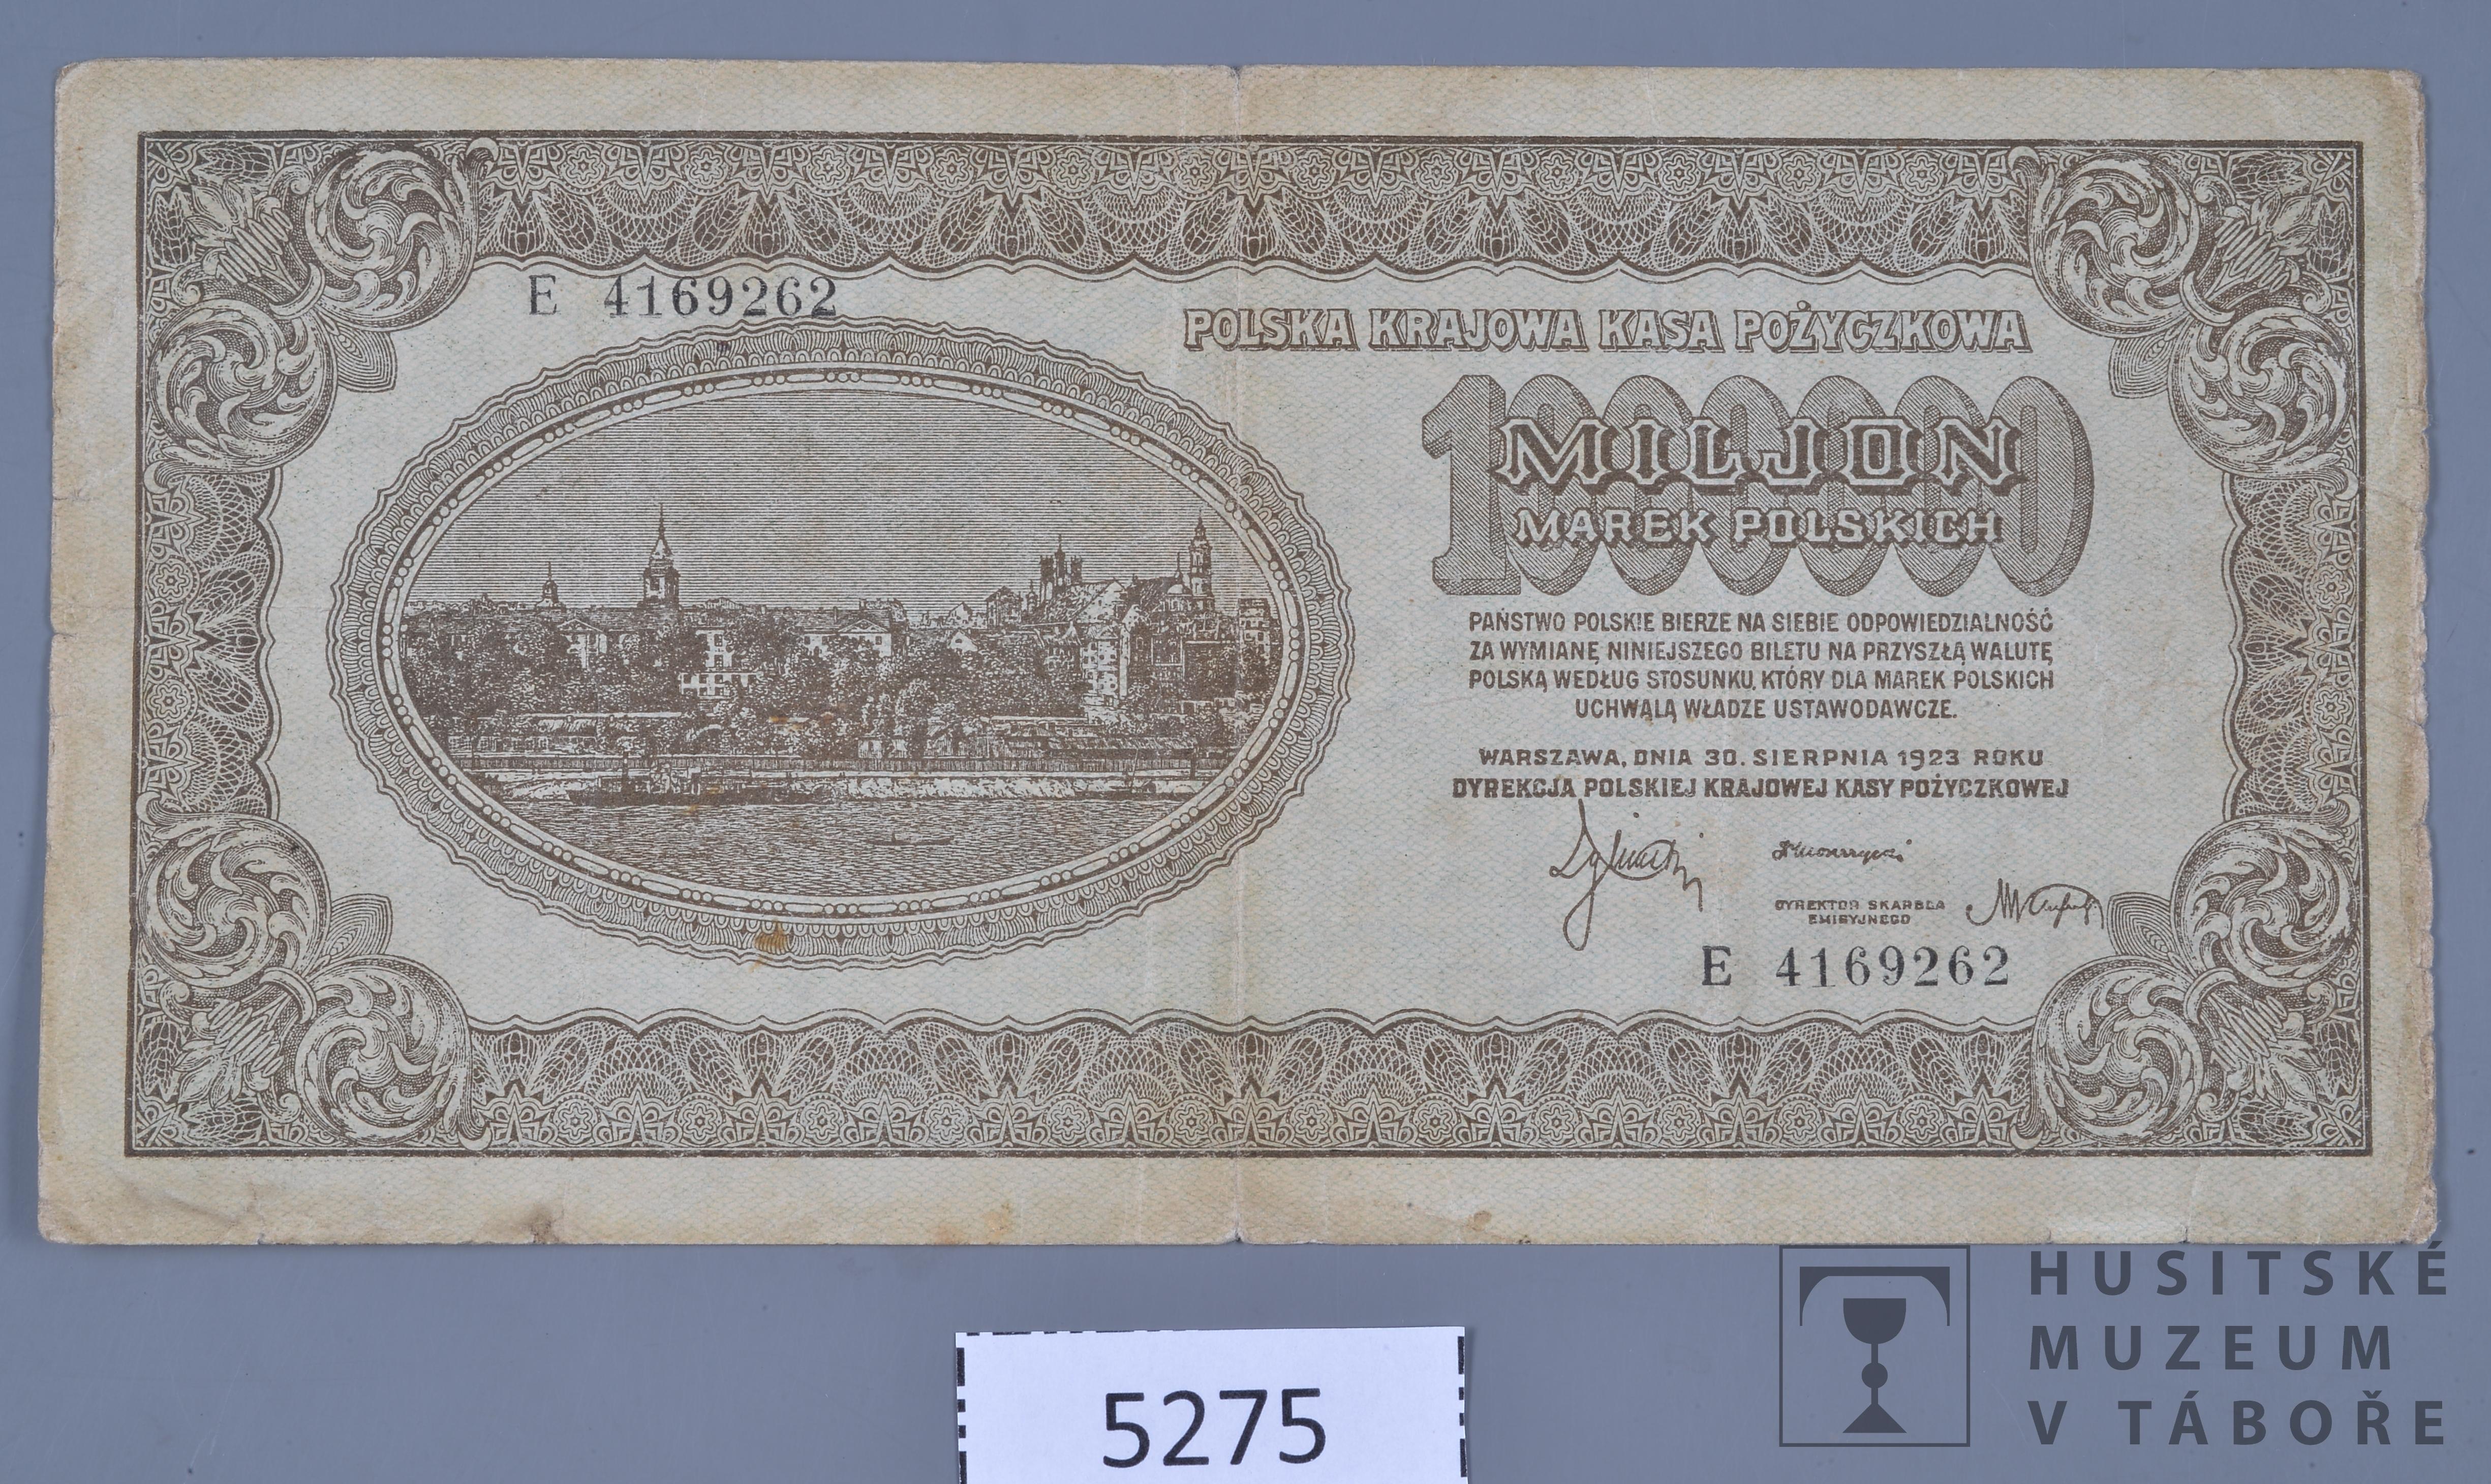 E 4169262
POLSKA KRAJOWA KASA POŻYCZKOWA
1000000
MILJON
MAREK POLSKICH
PAŃSTWO POLSKIE BIERZE NA SIEBIE ODPOWIEDZIALNOŚĆ
ZA WYMIANĘ NINIEJSZEGO BILETU NA PRZYSZŁĄ WALUTĘ
POLSKĄ WEDŁUG STOSUNKU, KTÓRY DLA MAREK POLSKICH
UCHWALĄ WŁADZE USTAWODAWCZE.
WARSZAWA, DNIA 30. SIERPNIA 1923 ROKU
DYREKCJA POLSKIEJ KRAJOWEJ KASY POŻYCZKOWEJ
DYREKTOR SKARBCA
EMISYJNEGO
E 4169262
HUSITSKÉ
MUZEUM
V TÁBOŘE
5275